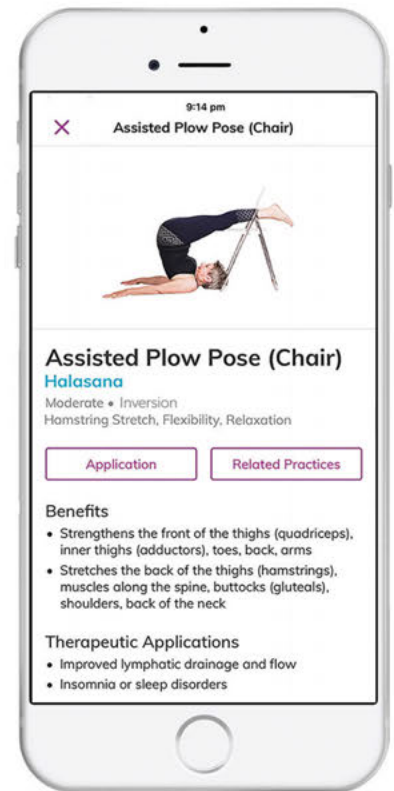 9:14 pm
Assisted Plow Pose (Chair)
Assisted Plow Pose (Chair)
Halasana
Moderate • Inversion
Hamstring Stretch, Flexibility, Relaxation
Application
Related Practices
Benefits
• Strengthens the front of the thighs (quadriceps),
inner thighs (adductors), toes, back, arms
• Stretches the back of the thighs (hamstrings),
muscles along the spine, buttocks (gluteals),
shoulders, back of the neck
Therapeutic Applications
• Improved lymphatic drainage and flow
• Insomnia or sleep disorders